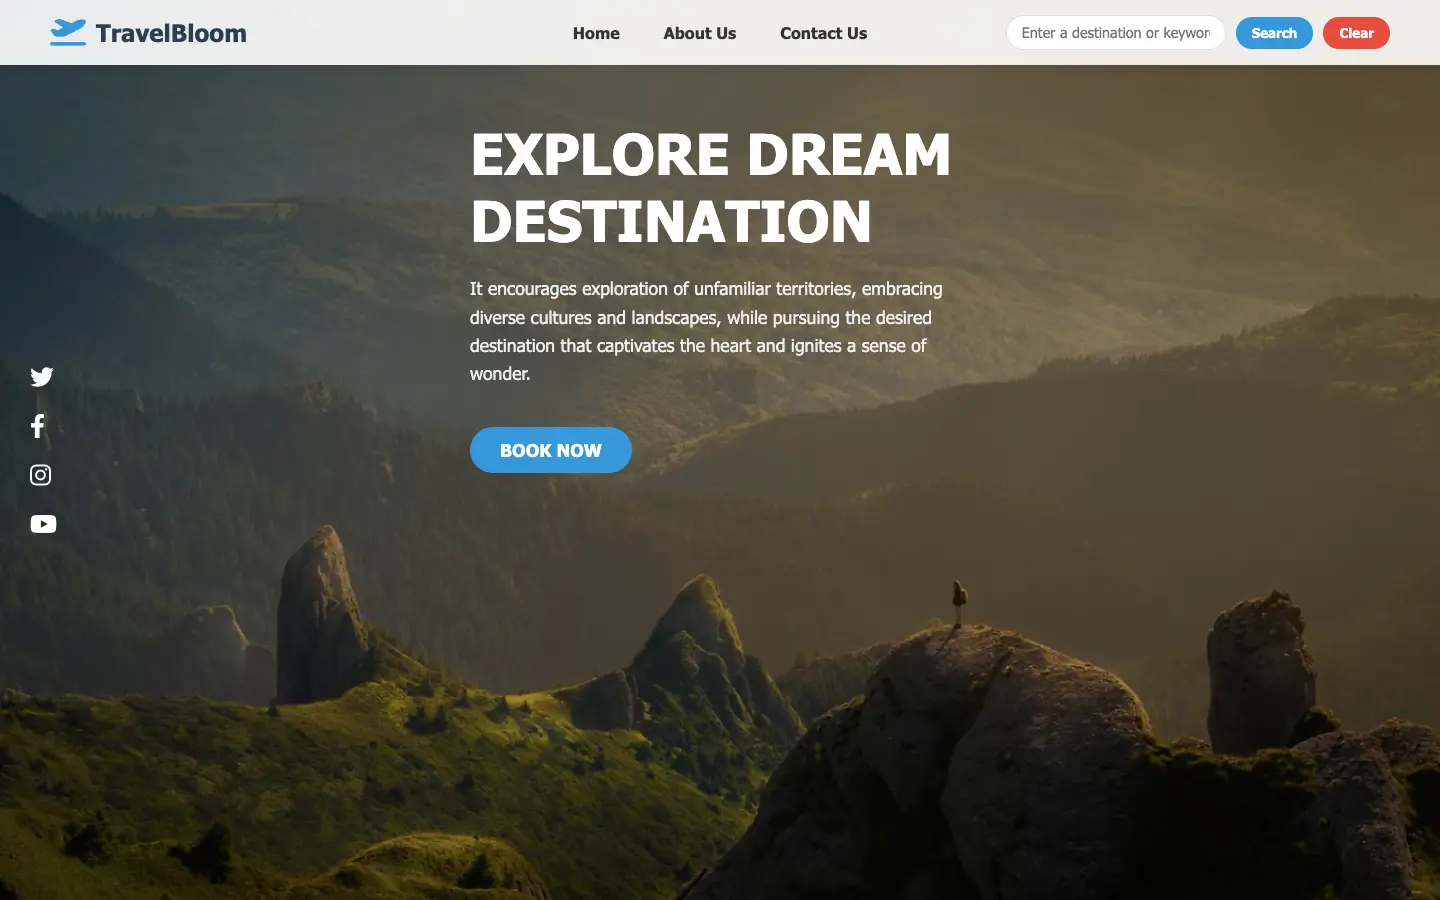 TravelBloom
Home
About Us
Contact Us
Enter a destination or keywor
Search
Clear
EXPLORE DREAM
DESTINATION
It encourages exploration of unfamiliar territories, embracing
diverse cultures and landscapes, while pursuing the desired
destination that captivates the heart and ignites a sense of
wonder.
BOOK NOW